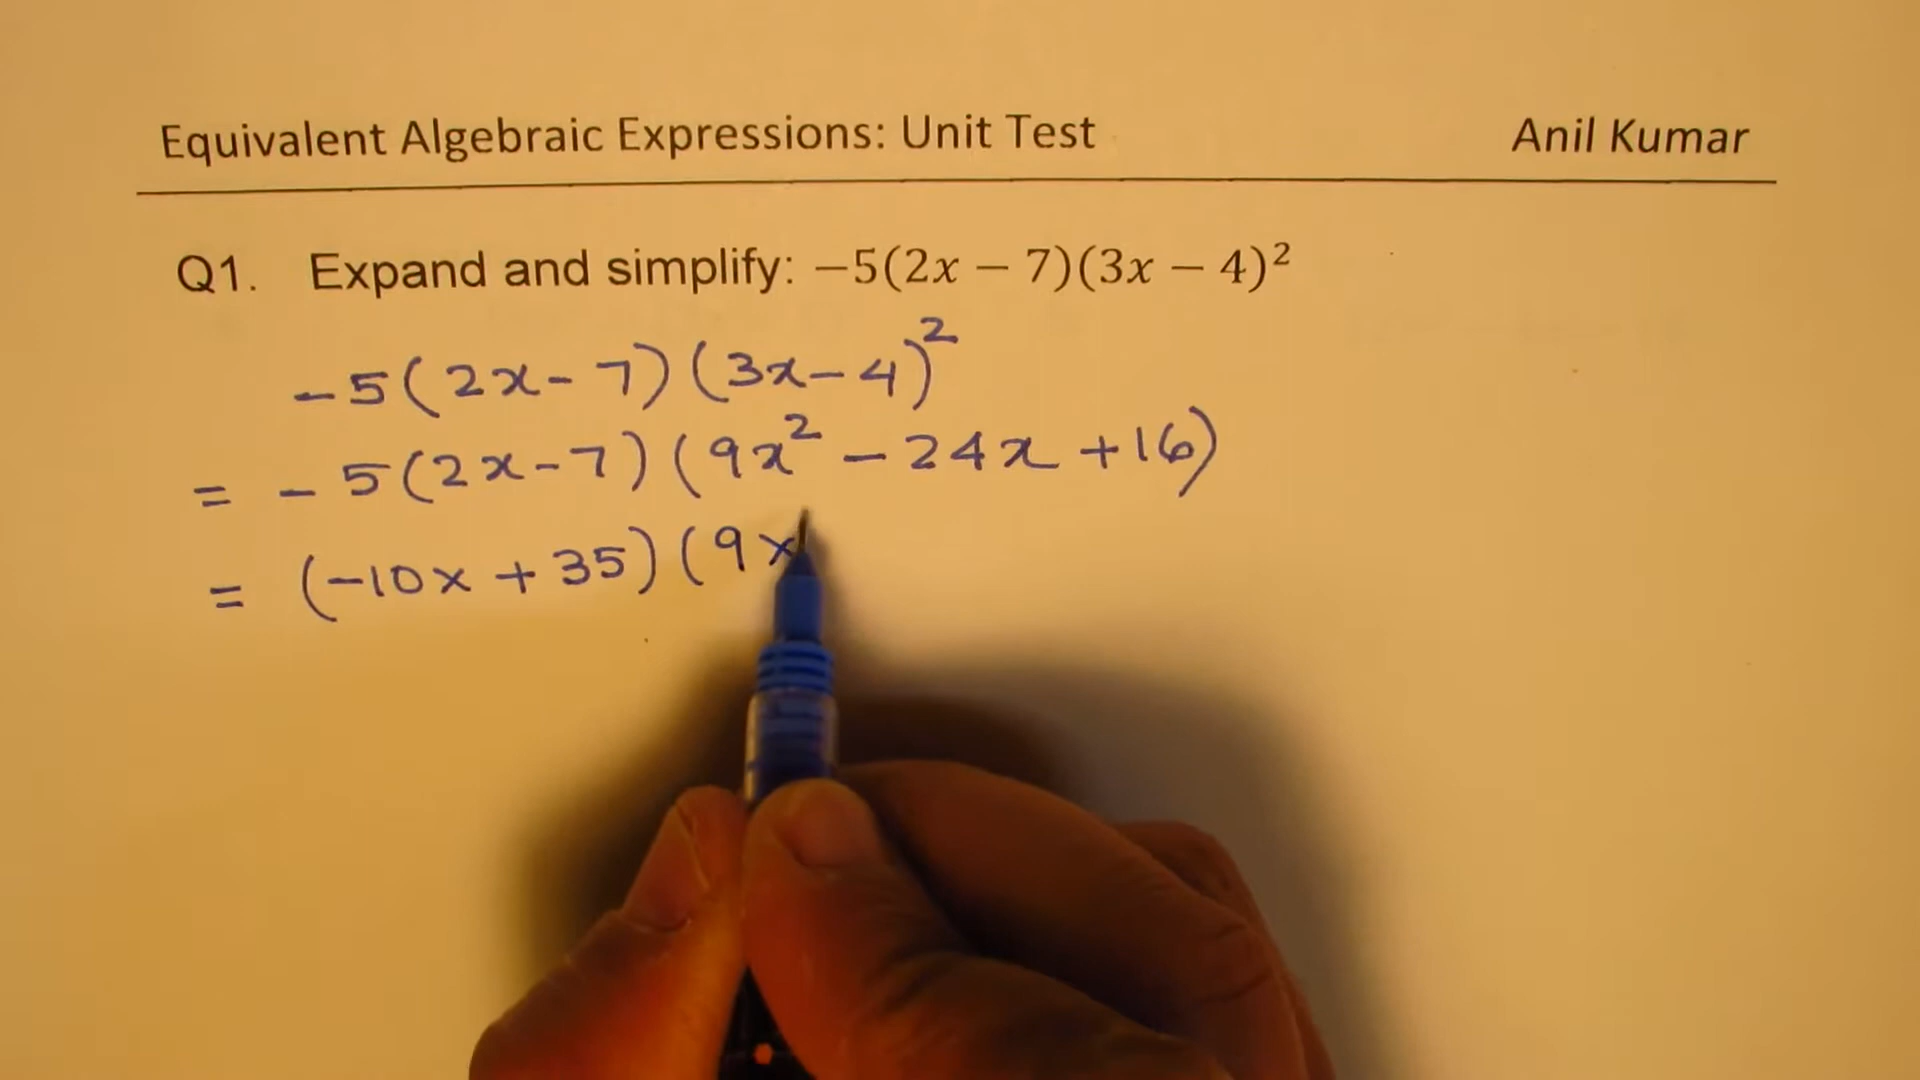 Equivalent Algebraic Expressions: Unit Test Anil Kumar
Q1. Expand and simplify: −5(2x − 7)(3x − 4)²
-5(2x-7)(3x-4)²
= -5(2x-7)(9x²-24x+16)
= (-10x+35)(9x